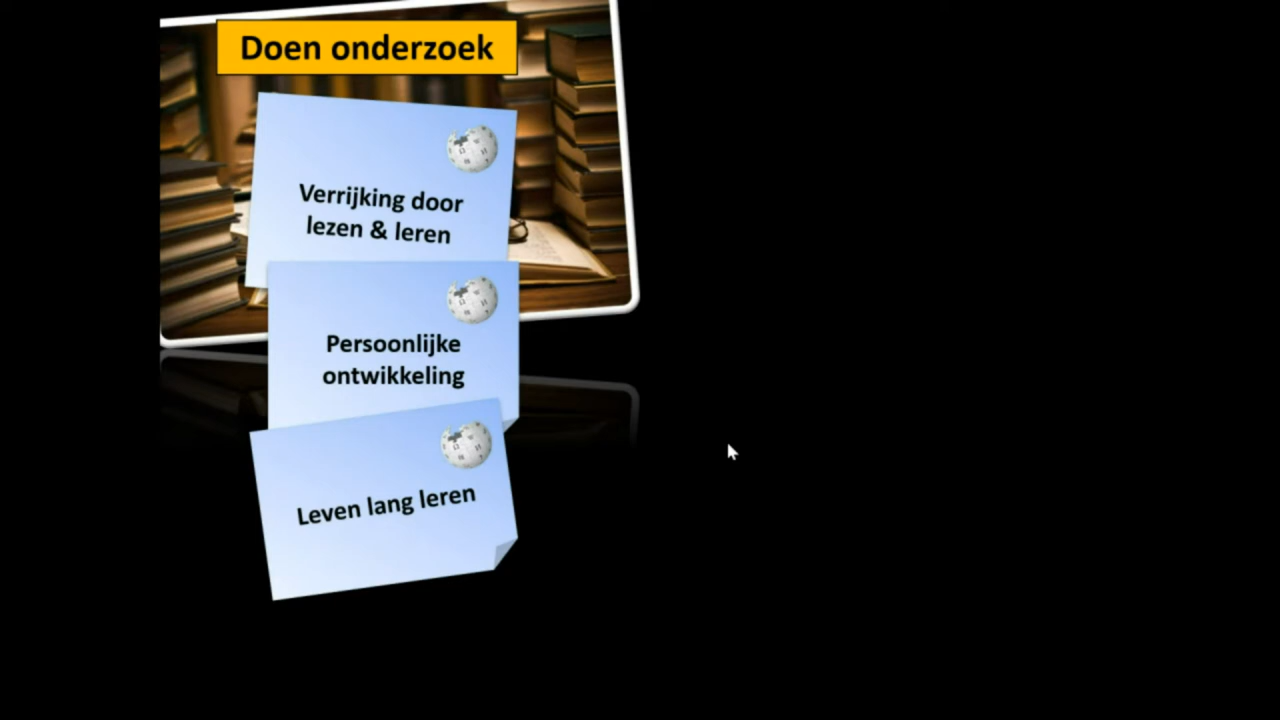 Doen onderzoek
Verrijking door
lezen & leren
Persoonlijke
ontwikkeling
Leven lang leren